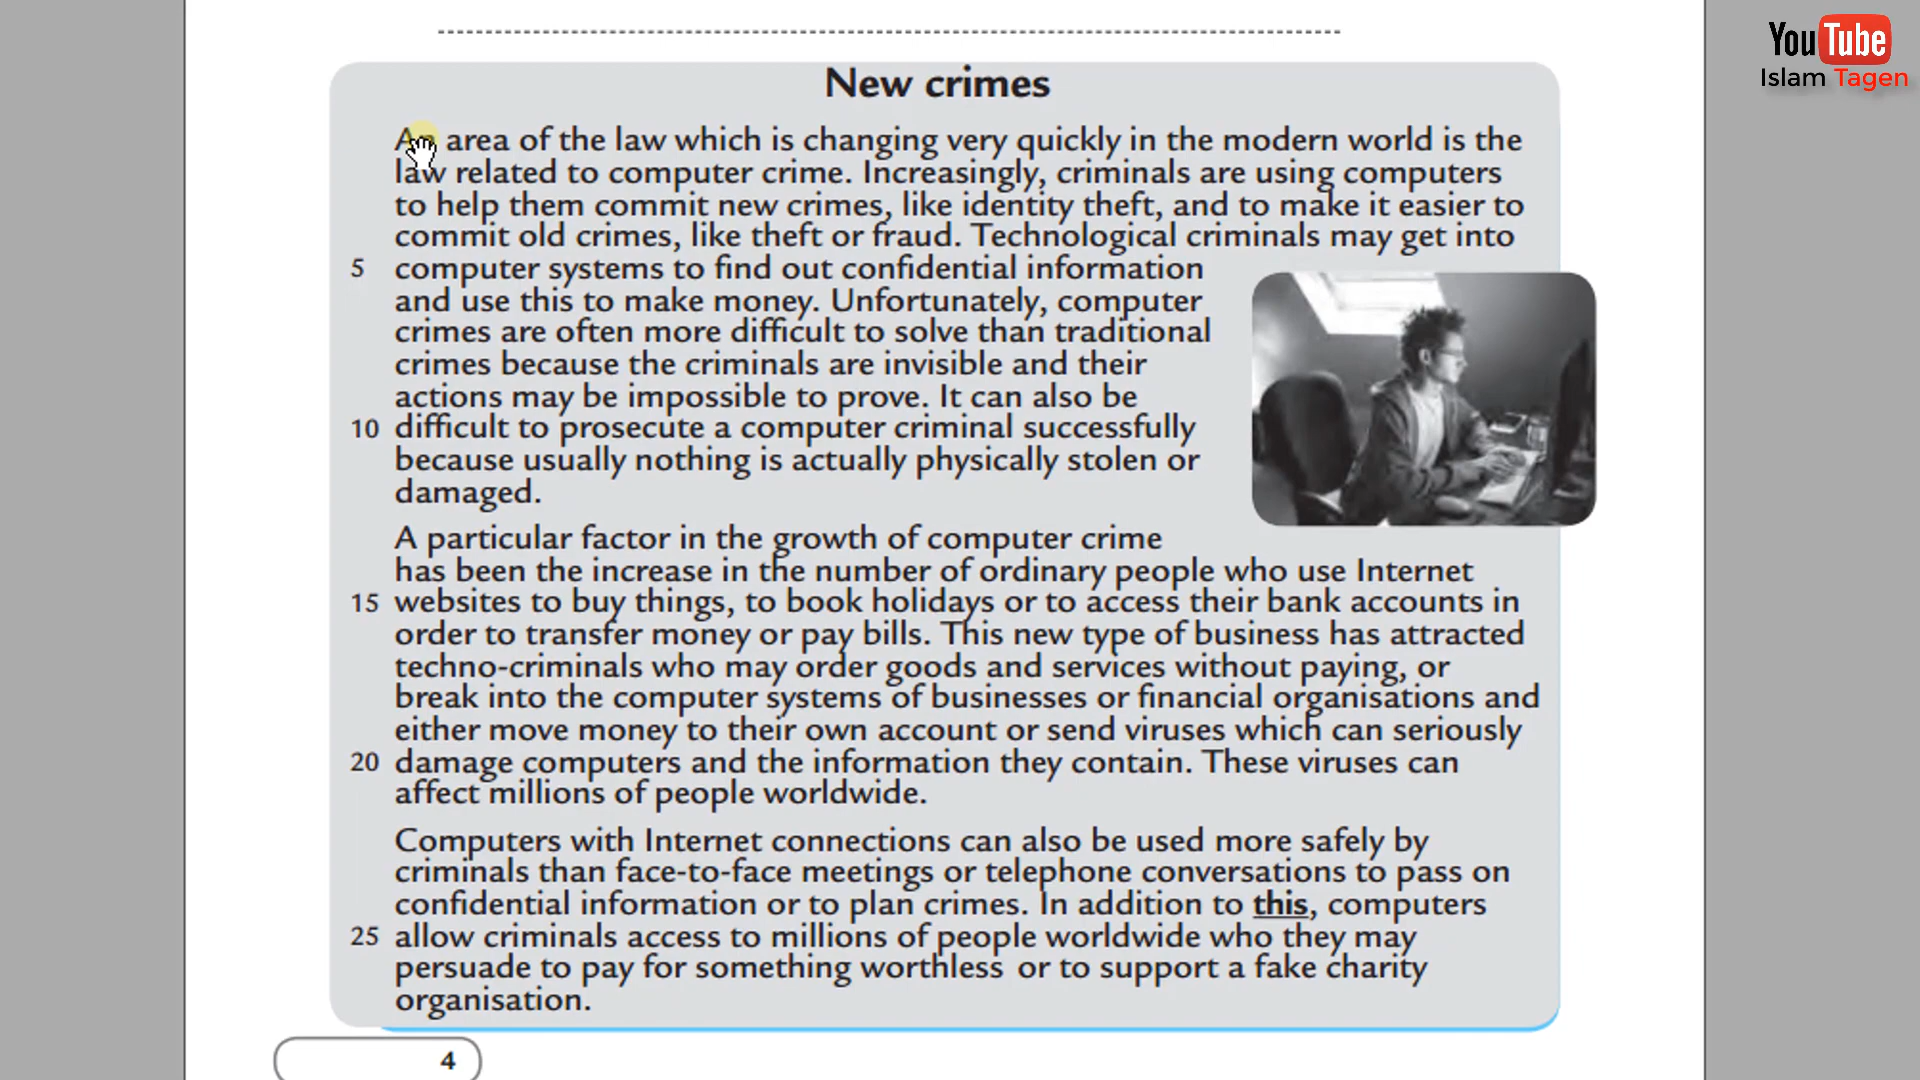 YouTube
Islam Tagen
New crimes
An area of the law which is changing very quickly in the modern world is the
law related to computer crime. Increasingly, criminals are using computers
to help them commit new crimes, like identity theft, and to make it easier to
commit old crimes, like theft or fraud. Technological criminals may get into
5 computer systems to find out confidential information
and use this to make money. Unfortunately, computer
crimes are often more difficult to solve than traditional
crimes because the criminals are invisible and their
actions may be impossible to prove. It can also be
10 difficult to prosecute a computer criminal successfully
because usually nothing is actually physically stolen or
damaged.
A particular factor in the growth of computer crime
has been the increase in the number of ordinary people who use Internet
15 websites to buy things, to book holidays or to access their bank accounts in
order to transfer money or pay bills. This new type of business has attracted
techno-criminals who may order goods and services without paying, or
break into the computer systems of businesses or financial organisations and
either move money to their own account or send viruses which can seriously
20 damage computers and the information they contain. These viruses can
affect millions of people worldwide.
Computers with Internet connections can also be used more safely by
criminals than face-to-face meetings or telephone conversations to pass on
confidential information or to plan crimes. In addition to this, computers
25 allow criminals access to millions of people worldwide who they may
persuade to pay for something worthless or to support a fake charity
organisation.
4